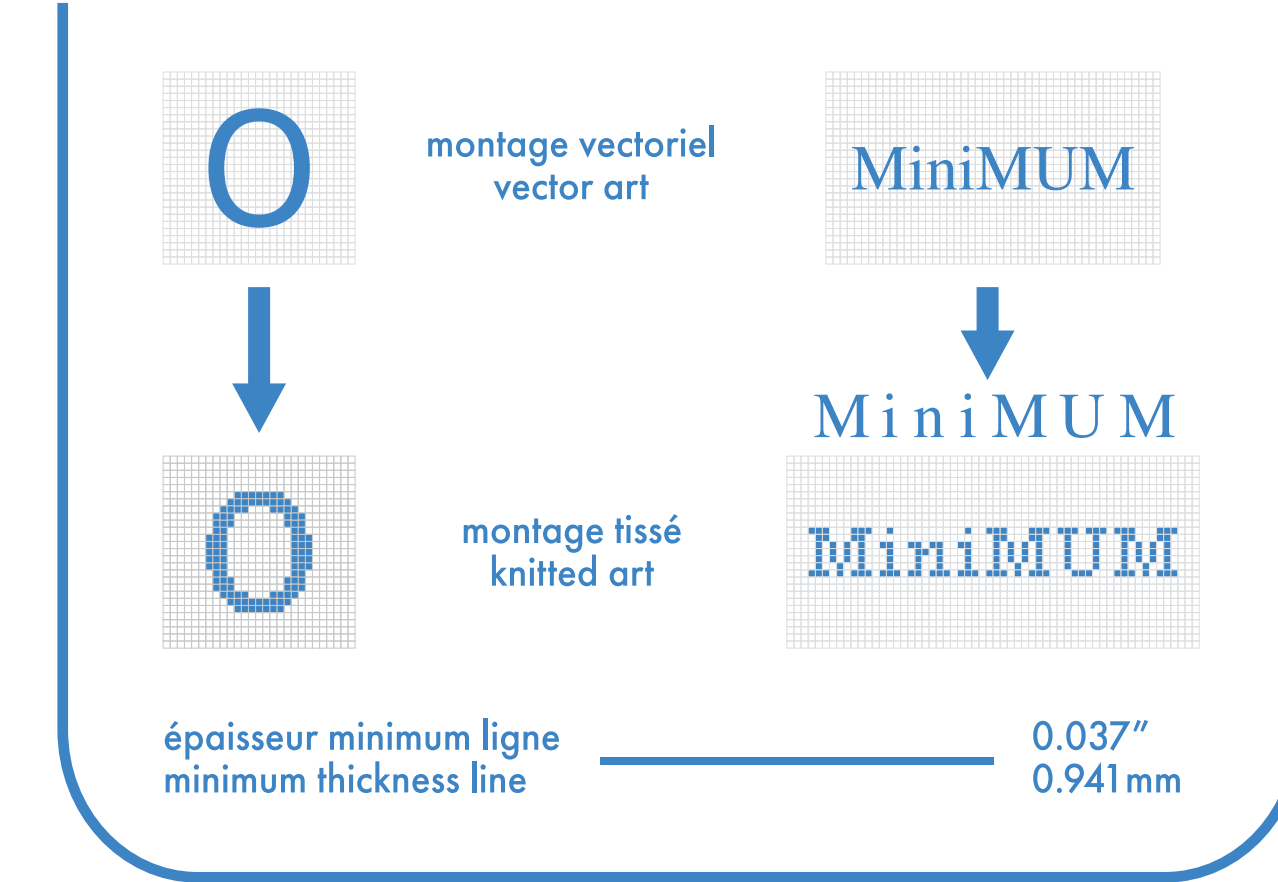 O
montage vectoriel
vector art
MiniMUM
MiniMUM
O
montage tissé
knitted art
MiniMUM
épaisseur minimum ligne
minimum thickness line
0.037”
0.941mm